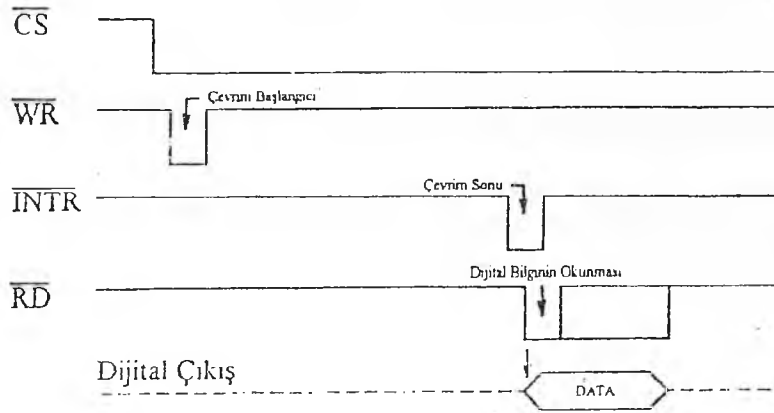 CS
Çevrim Başlangıcı
WR
Çevrim Sonu
INTR
Dijital Bilginin Okunması
RD
Dijital Çıkış
DATA